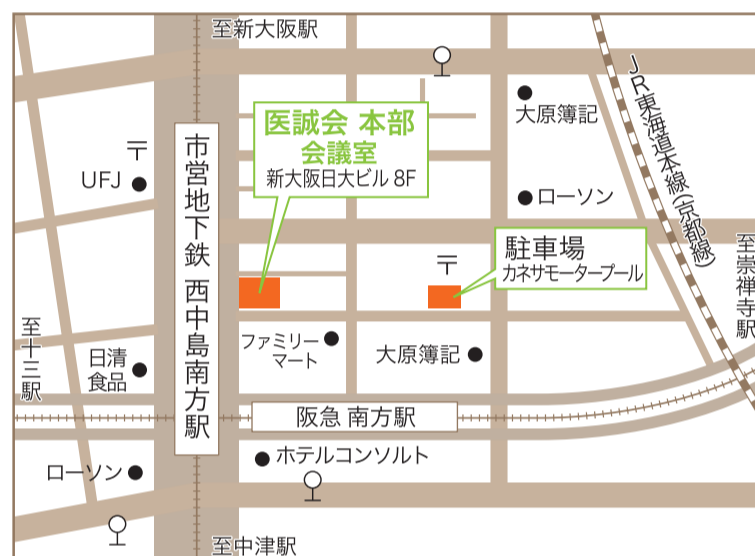 至新大阪駅
JR東海道本線(京都線)
大原簿記
医誠会 本部
会議室
新大阪日大ビル 8F
〒
UFJ
市営地下鉄 西中島南方駅
ローソン
駐車場
カネサモータープール
〒
至崇禅寺駅
至十三駅
日清
食品
ファミリー
マート
大原簿記
阪急 南方駅
ホテルコンソルト
ローソン
至中津駅